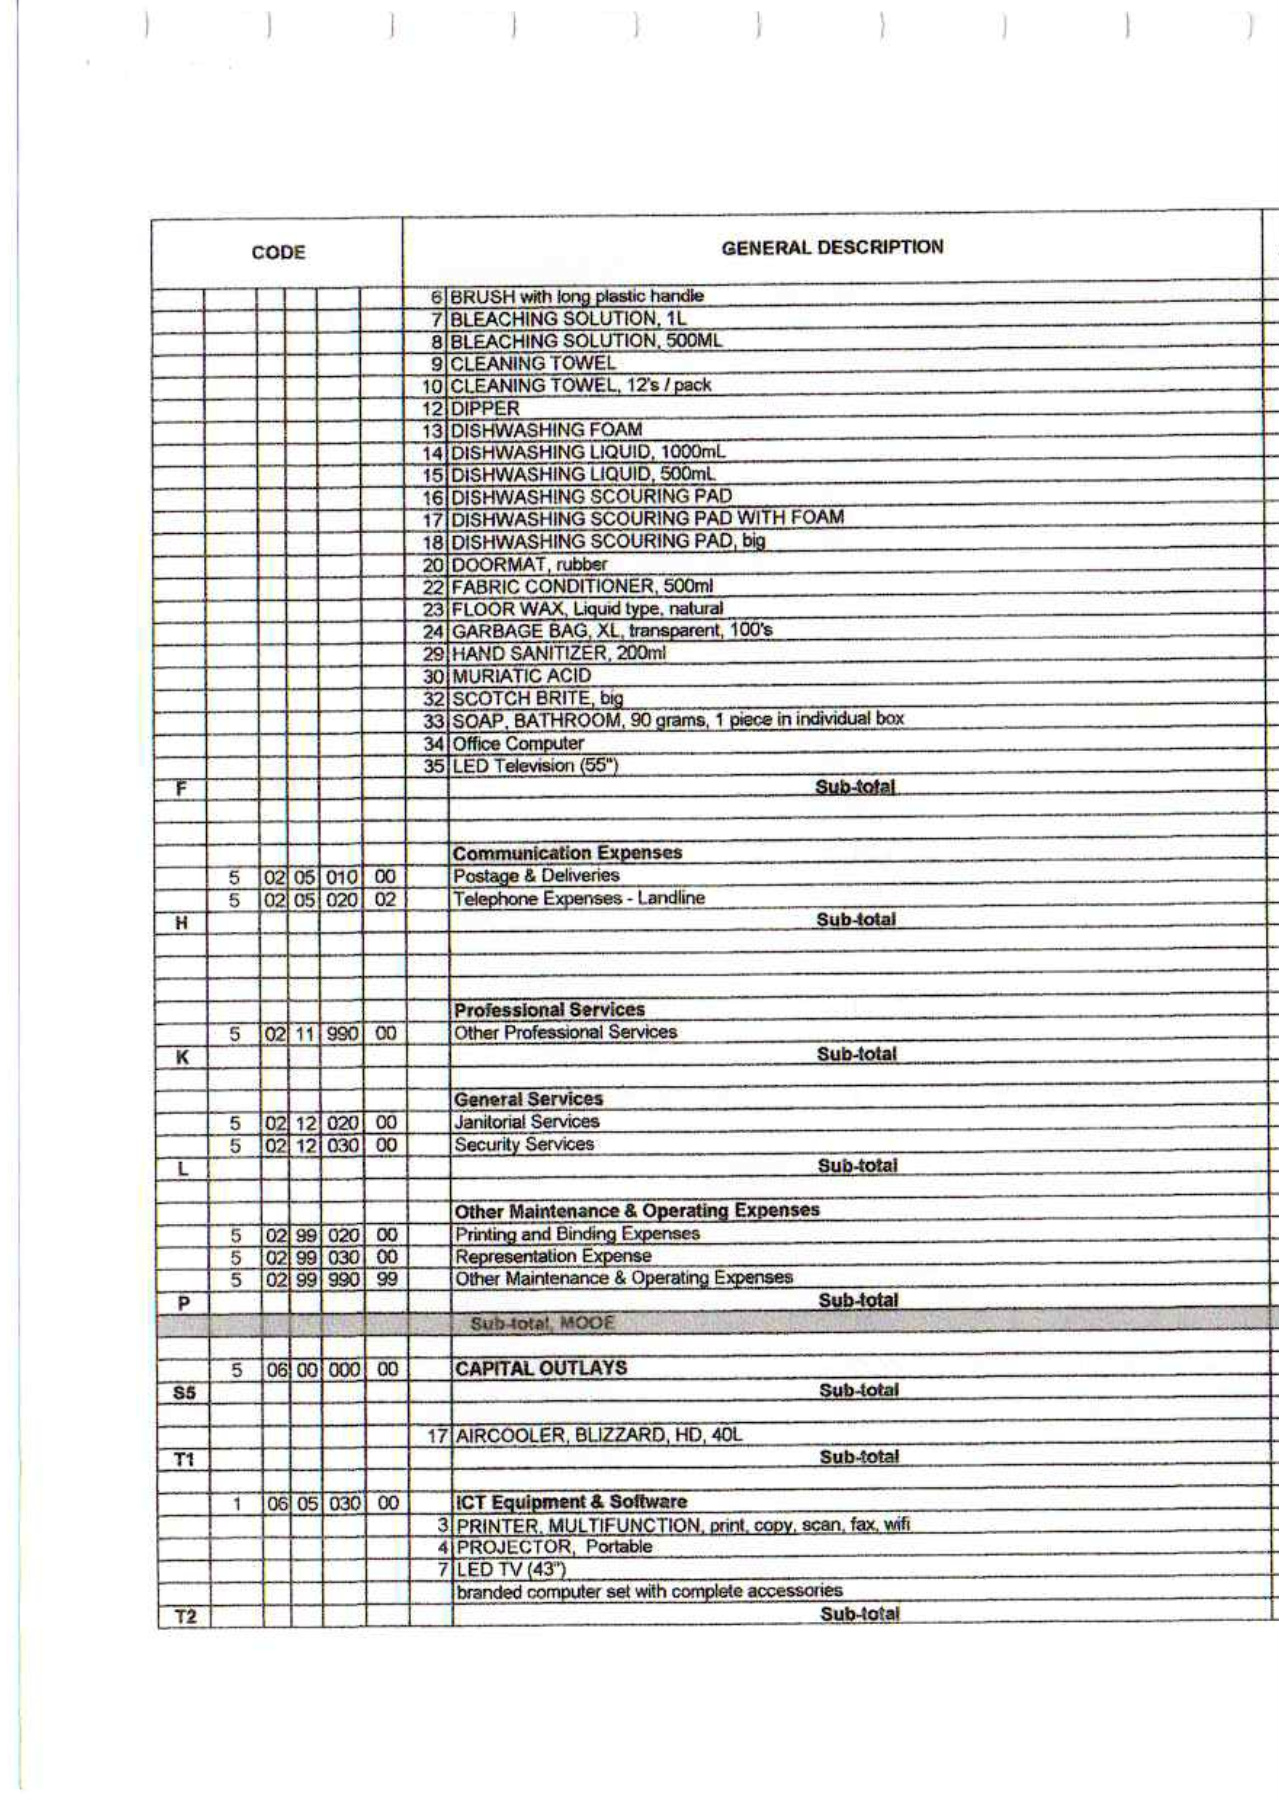 CODE GENERAL DESCRIPTION
6 BRUSH with long plastic handle
7 BLEACHING SOLUTION, 1L
8 BLEACHING SOLUTION, 500ML
9 CLEANING TOWEL
10 CLEANING TOWEL, 12's / pack
12 DIPPER
13 DISHWASHING FOAM
14 DISHWASHING LIQUID, 1000mL
15 DISHWASHING LIQUID, 500mL
16 DISHWASHING SCOURING PAD
17 DISHWASHING SCOURING PAD WITH FOAM
18 DISHWASHING SCOURING PAD, big
20 DOORMAT, rubber
22 FABRIC CONDITIONER, 500ml
23 FLOOR WAX, Liquid type, natural
24 GARBAGE BAG, XL, transparent, 100's
29 HAND SANITIZER, 200ml
30 MURIATIC ACID
32 SCOTCH BRITE, big
33 SOAP, BATHROOM, 90 grams, 1 piece in individual box
34 Office Computer
35 LED Television (55")
F Sub-total
Communication Expenses
5 02 05 010 00 Postage & Deliveries
5 02 05 020 02 Telephone Expenses - Landline
H Sub-total
Professional Services
5 02 11 990 00 Other Professional Services
K Sub-total
General Services
5 02 12 020 00 Janitorial Services
5 02 12 030 00 Security Services
L Sub-total
Other Maintenance & Operating Expenses
5 02 99 020 00 Printing and Binding Expenses
5 02 99 030 00 Representation Expense
5 02 99 990 99 Other Maintenance & Operating Expenses
P Sub-total
Sub-total, MOOE
5 06 00 000 00 CAPITAL OUTLAYS
S5 Sub-total
17 AIRCOOLER, BLIZZARD, HD, 40L
T1 Sub-total
1 06 05 030 00 ICT Equipment & Software
3 PRINTER, MULTIFUNCTION, print, copy, scan, fax, wifi
4 PROJECTOR, Portable
7 LED TV (43")
branded computer set with complete accessories
T2 Sub-total